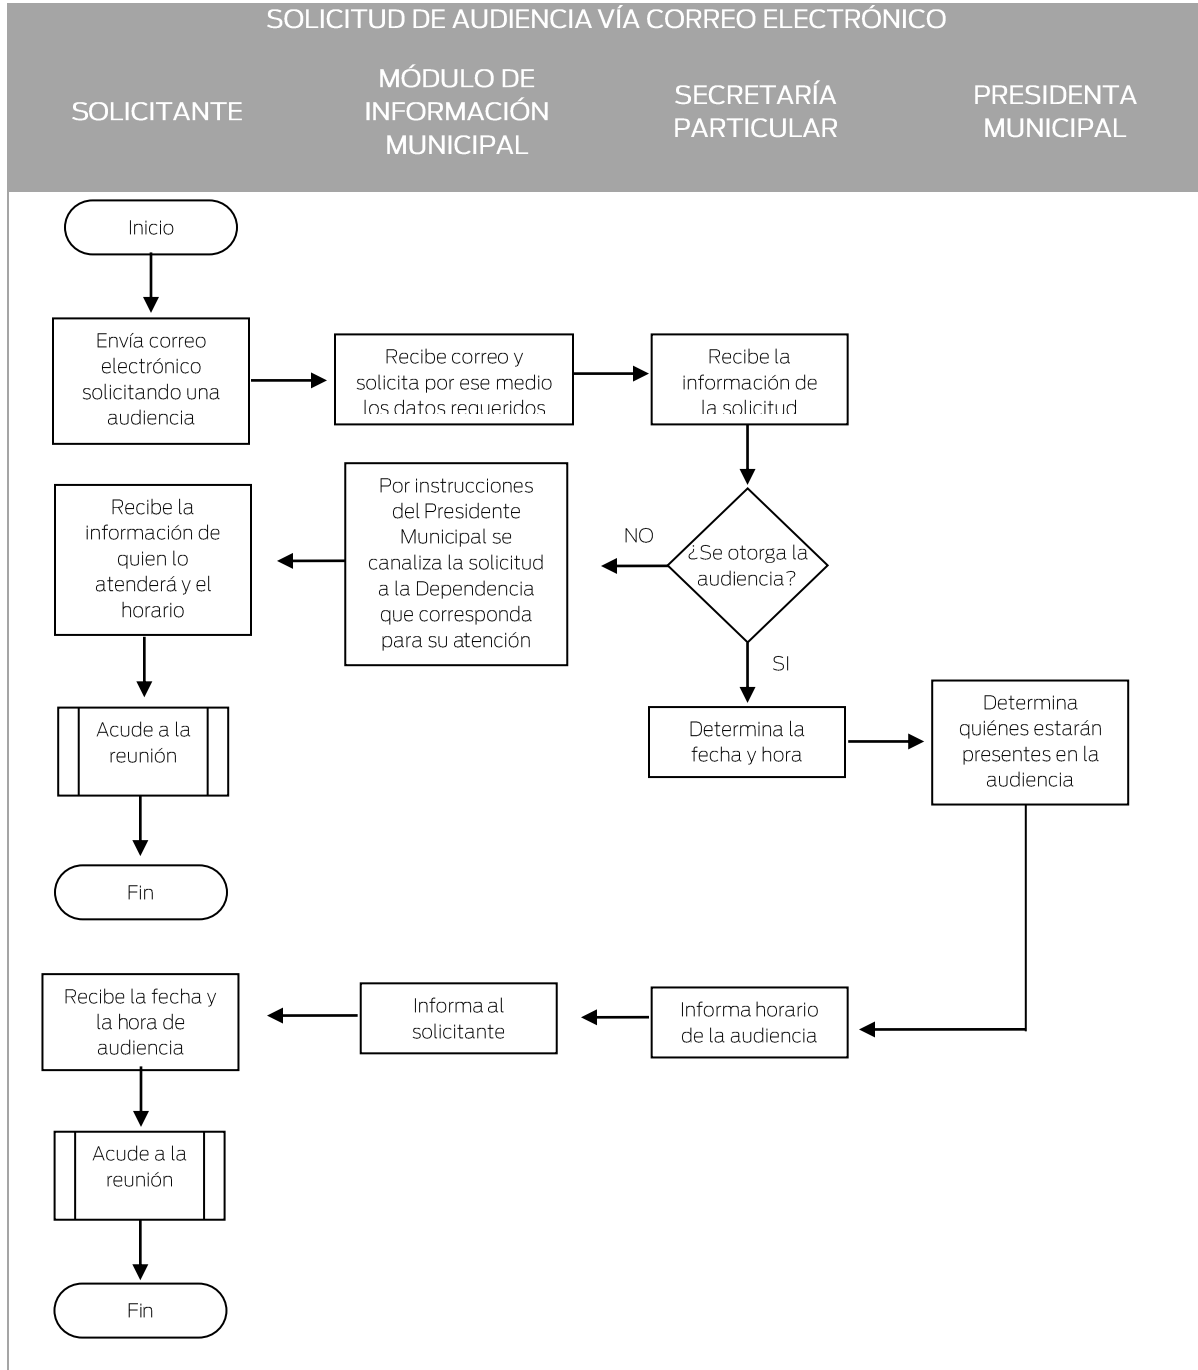 SOLICITUD DE AUDIENCIA VÍA CORREO ELECTRÓNICO
SOLICITANTE
MÓDULO DE
INFORMACIÓN
MUNICIPAL
SECRETARÍA
PARTICULAR
PRESIDENTA
MUNICIPAL
Inicio
Envía correo
electrónico
solicitando una
audiencia
Recibe correo y
solicita por ese medio
los datos requeridos
Recibe la
información de
la solicitud
¿Se otorga la
audiencia?
NO
Por instrucciones
del Presidente
Municipal se
canaliza la solicitud
a la Dependencia
que corresponda
para su atención
Recibe la
información de
quien lo
atenderá y el
horario
Acude a la
reunión
Fin
SI
Determina la
fecha y hora
Determina
quiénes estarán
presentes en la
audiencia
Informa horario
de la audiencia
Informa al
solicitante
Recibe la fecha y
la hora de
audiencia
Acude a la
reunión
Fin